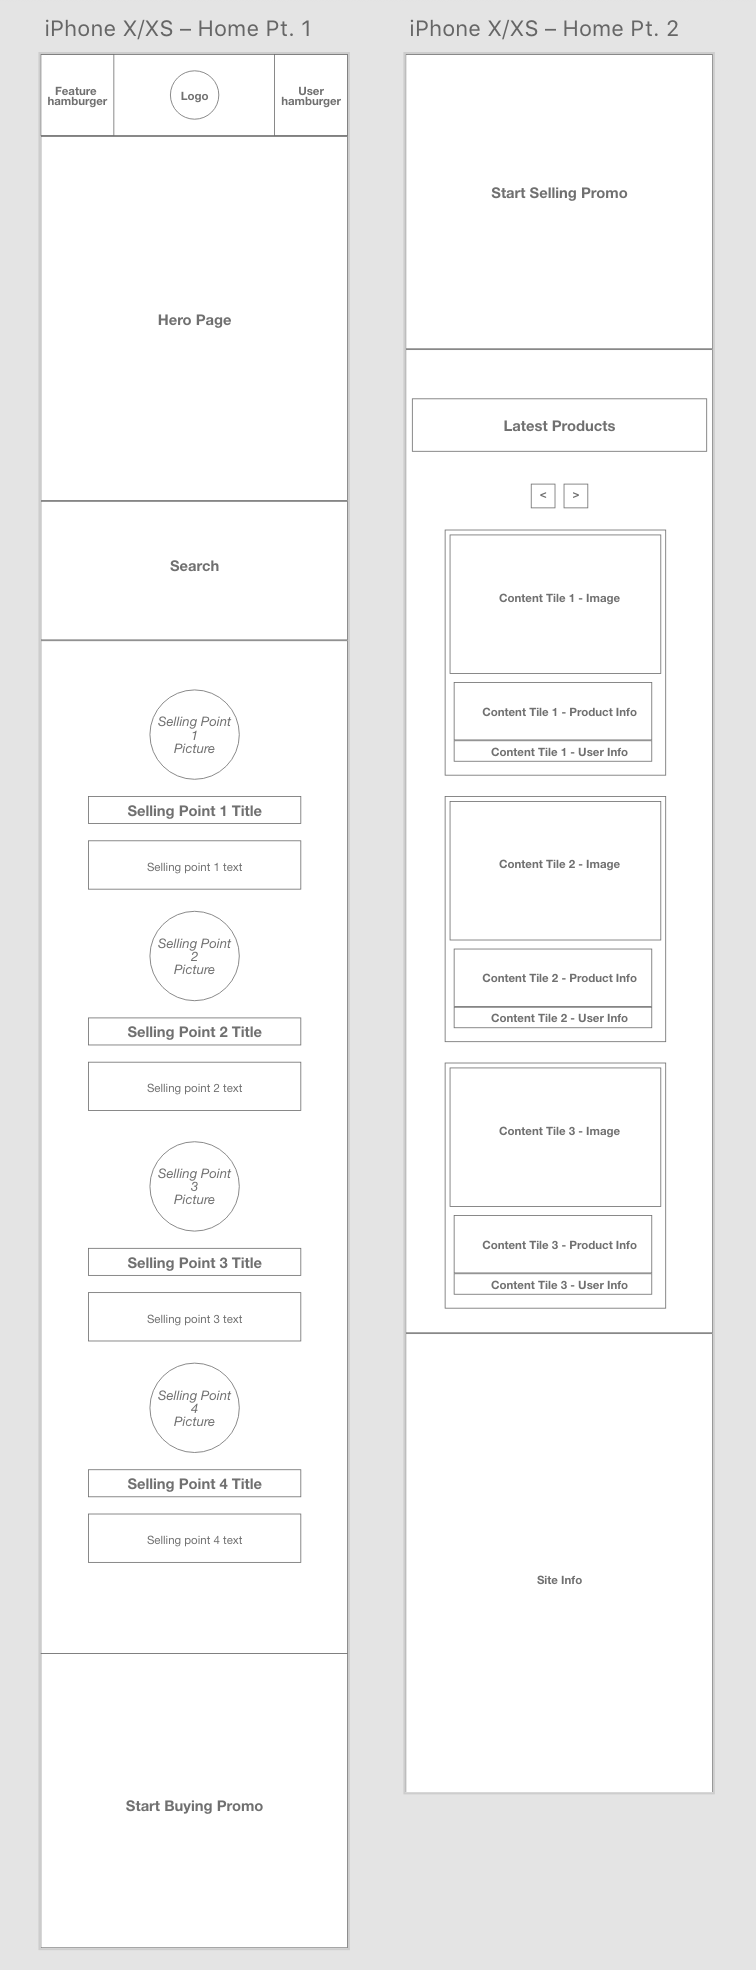 iPhone X/XS – Home Pt. 1
Feature
hamburger
Logo
User
hamburger
Hero Page
Search
Selling Point
1
Picture
Selling Point 1 Title
Selling point 1 text
Selling Point
2
Picture
Selling Point 2 Title
Selling point 2 text
Selling Point
3
Picture
Selling Point 3 Title
Selling point 3 text
Selling Point
4
Picture
Selling Point 4 Title
Selling point 4 text
Start Buying Promo
iPhone X/XS – Home Pt. 2
Start Selling Promo
Latest Products
< >
Content Tile 1 - Image
Content Tile 1 - Product Info
Content Tile 1 - User Info
Content Tile 2 - Image
Content Tile 2 - Product Info
Content Tile 2 - User Info
Content Tile 3 - Image
Content Tile 3 - Product Info
Content Tile 3 - User Info
Site Info